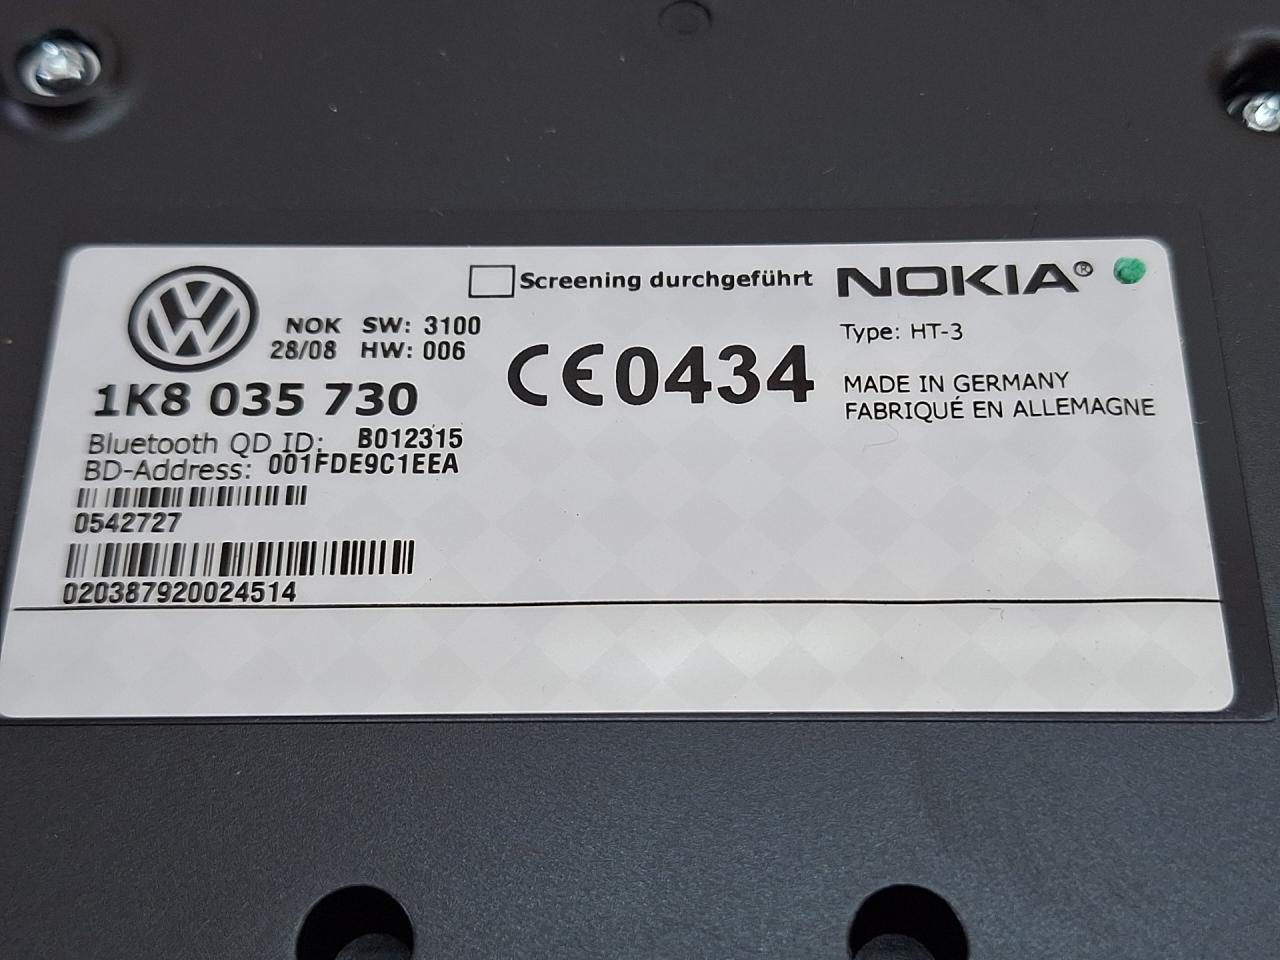 Screening durchgeführt
NOKIA®
NOK SW: 3100
28/08 HW: 006
1K8 035 730
Bluetooth QD ID: B012315
BD-Address: 001FDE9C1EEA
0542727
020387920024514
CE0434
Type: HT-3
MADE IN GERMANY
FABRIQUÉ EN ALLEMAGNE